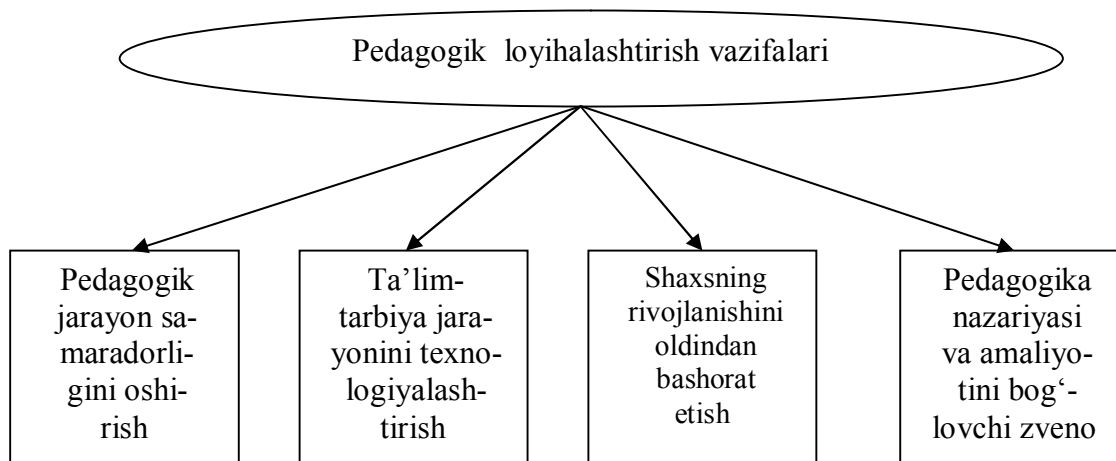 Pedagogik loyihalashtirish vazifalari
Pedagogik
jarayon sa-
maradorli-
gini oshi-
rish
Ta’lim-
tarbiya jara-
yonini texno-
logiyalash-
tirish
Shaxsning
rivojlanishini
oldindan
bashorat
etish
Pedagogika
nazariyasi
va amaliyo-
tini bog‘-
lovchi zveno